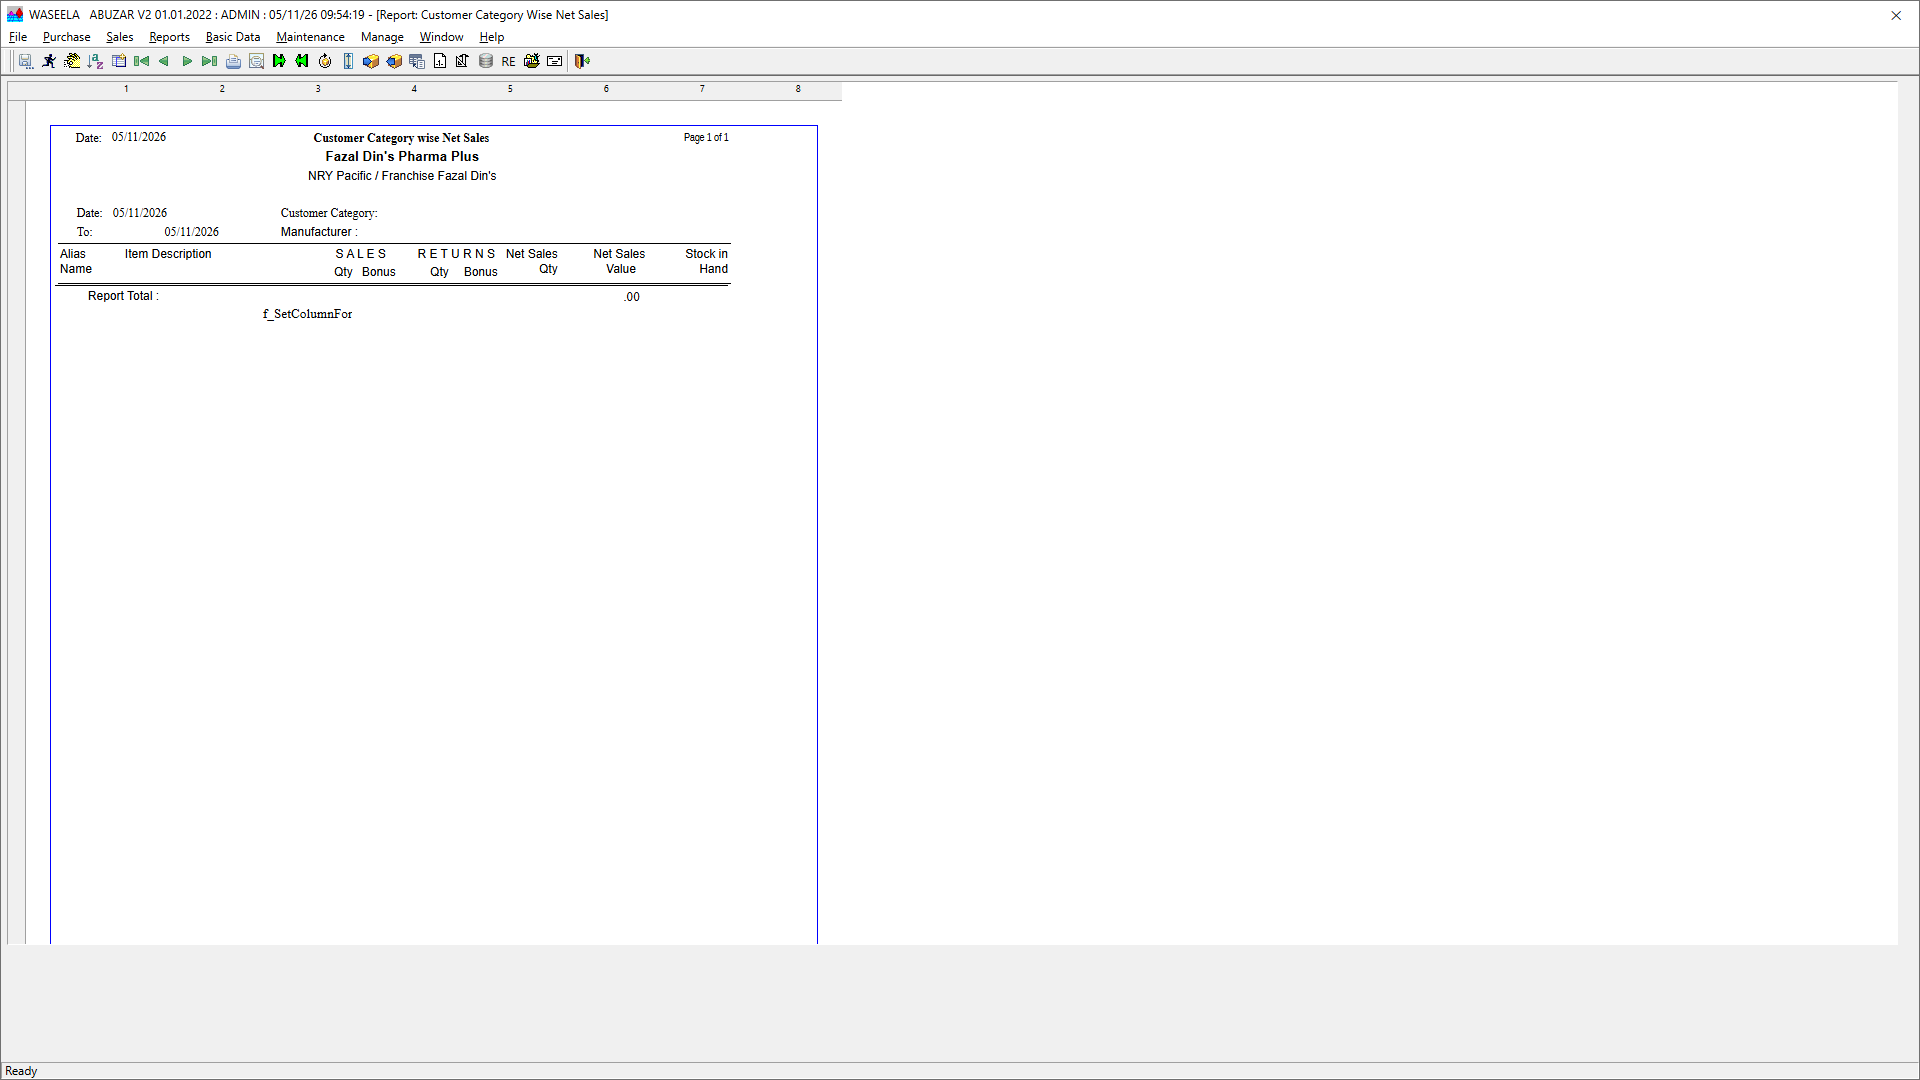 WASEELA ABUZAR V2 01.01.2022 : ADMIN : 05/11/26 09:54:19 - [Report: Customer Category Wise Net Sales]
File Purchase Sales Reports Basic Data Maintenance Manage Window Help
RE
1 2 3 4 5 6 7 8
Date: 05/11/2026 Customer Category wise Net Sales Page 1 of 1
Fazal Din's Pharma Plus
NRY Pacific / Franchise Fazal Din's
Date: 05/11/2026 Customer Category:
To: 05/11/2026 Manufacturer :
Alias Item Description S A L E S R E T U R N S Net Sales Net Sales Stock in
Name Qty Bonus Qty Bonus Qty Value Hand
Report Total : .00
f_SetColumnFor
Ready